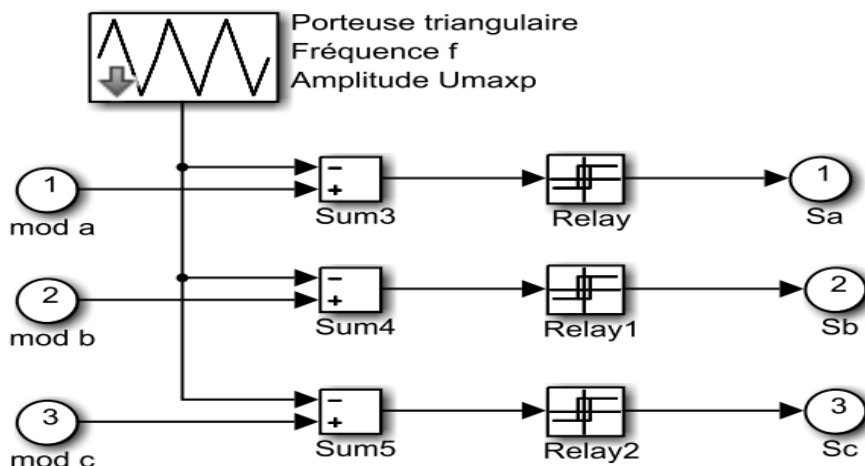 Porteuse triangulaire
Fréquence f
Amplitude Umaxp
1
mod a
−
+
Sum3
Relay
1
Sa
2
mod b
−
+
Sum4
Relay1
2
Sb
3
mod c
−
+
Sum5
Relay2
3
Sc